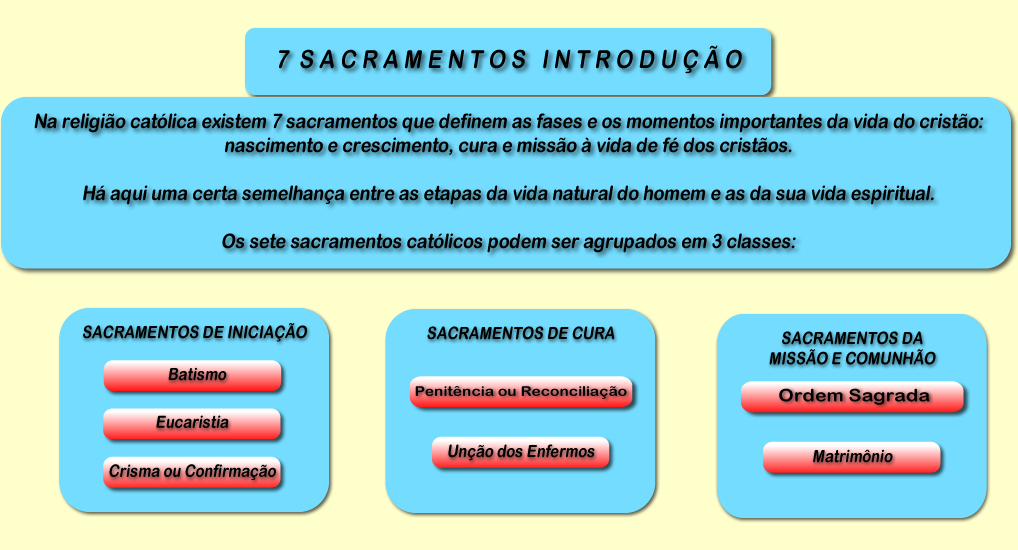 7 SACRAMENTOS INTRODUÇÃO
Na religião católica existem 7 sacramentos que definem as fases e os momentos importantes da vida do cristão:
nascimento e crescimento, cura e missão à vida de fé dos cristãos.
Há aqui uma certa semelhança entre as etapas da vida natural do homem e as da sua vida espiritual.
Os sete sacramentos católicos podem ser agrupados em 3 classes:
SACRAMENTOS DE INICIAÇÃO
Batismo
Eucaristia
Crisma ou Confirmação
SACRAMENTOS DE CURA
Penitência ou Reconciliação
Unção dos Enfermos
SACRAMENTOS DA
MISSÃO E COMUNHÃO
Ordem Sagrada
Matrimônio